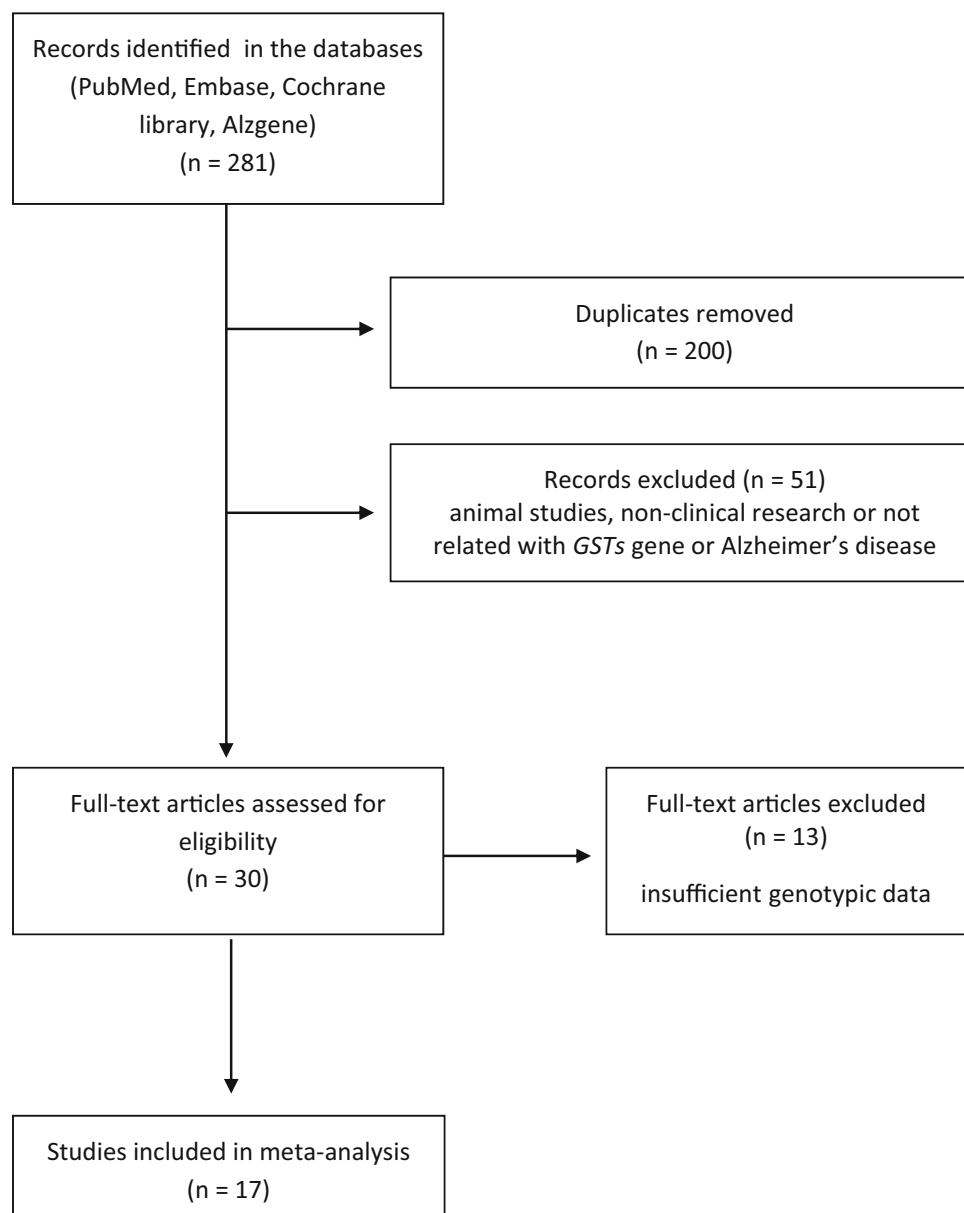 Records identified in the databases
(PubMed, Embase, Cochrane
library, Alzgene)
(n = 281)
Duplicates removed
(n = 200)
Records excluded (n = 51)
animal studies, non-clinical research or not
related with GSTs gene or Alzheimer’s disease
Full-text articles assessed for
eligibility
(n = 30)
Full-text articles excluded
(n = 13)
insufficient genotypic data
Studies included in meta-analysis
(n = 17)